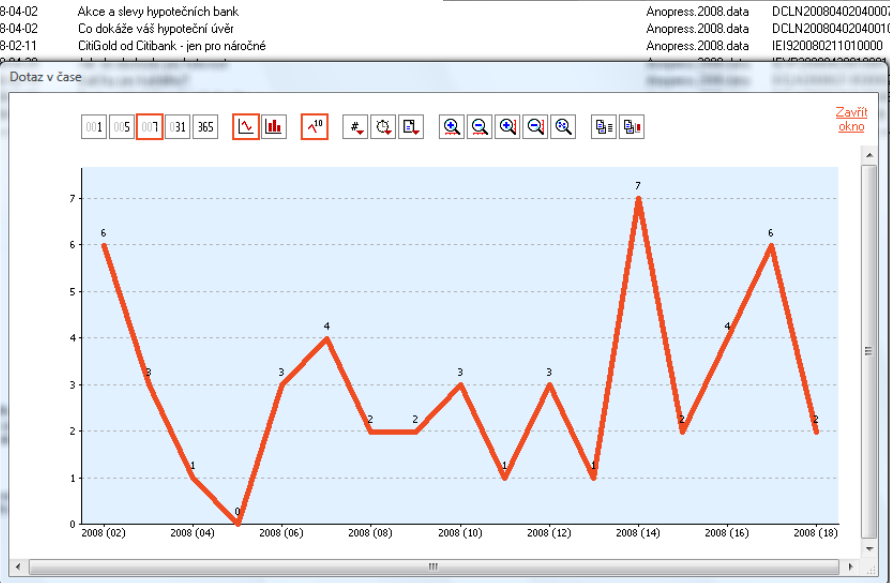 8-04-02 Akce a slevy hypotečních bank Anopress.2008.data DCLN20080402040007
8-04-02 Co dokáže váš hypoteční úvěr Anopress.2008.data DCLN20080402040010
8-02-11 CitiGold od Citibank - jen pro náročné Anopress.2008.data IEI920080211010000
Dotaz v čase
001 005 007 031 365 10 #
Zavřít
okno
7
7
6 6
6
5
4 4
4
3 3 3 3
3
2 2 2 2
2
1 1 1
1
0
0
2008 (02) 2008 (04) 2008 (06) 2008 (08) 2008 (10) 2008 (12) 2008 (14) 2008 (16) 2008 (18)